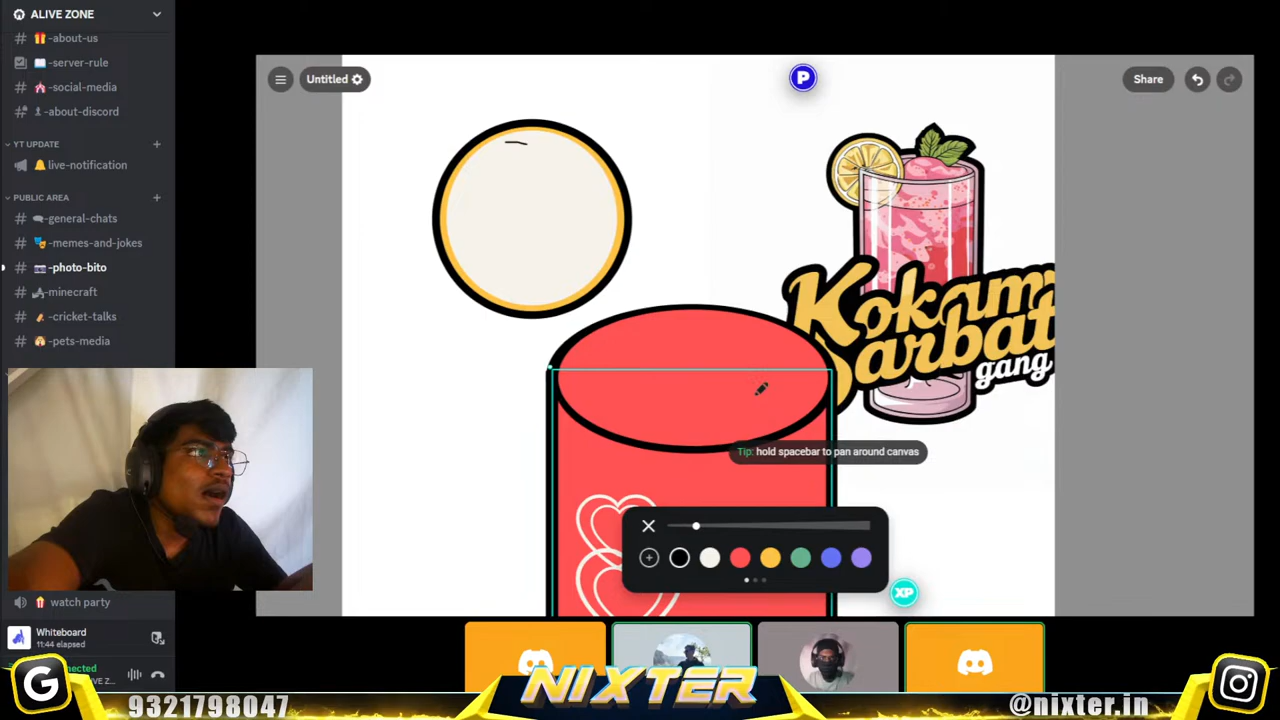 ALIVE ZONE
-about-us
-server-rule
-social-media
-about-discord
YT UPDATE
live-notification
PUBLIC AREA
-general-chats
-memes-and-jokes
-photo-bito
-minecraft
-cricket-talks
-pets-media
watch party
Whiteboard
11:44 elapsed
Untitled
P
Share
Kokam
Sarbat
gang
Tip: hold spacebar to pan around canvas
XP
NIXTER
G
9321798047
@nixter.in